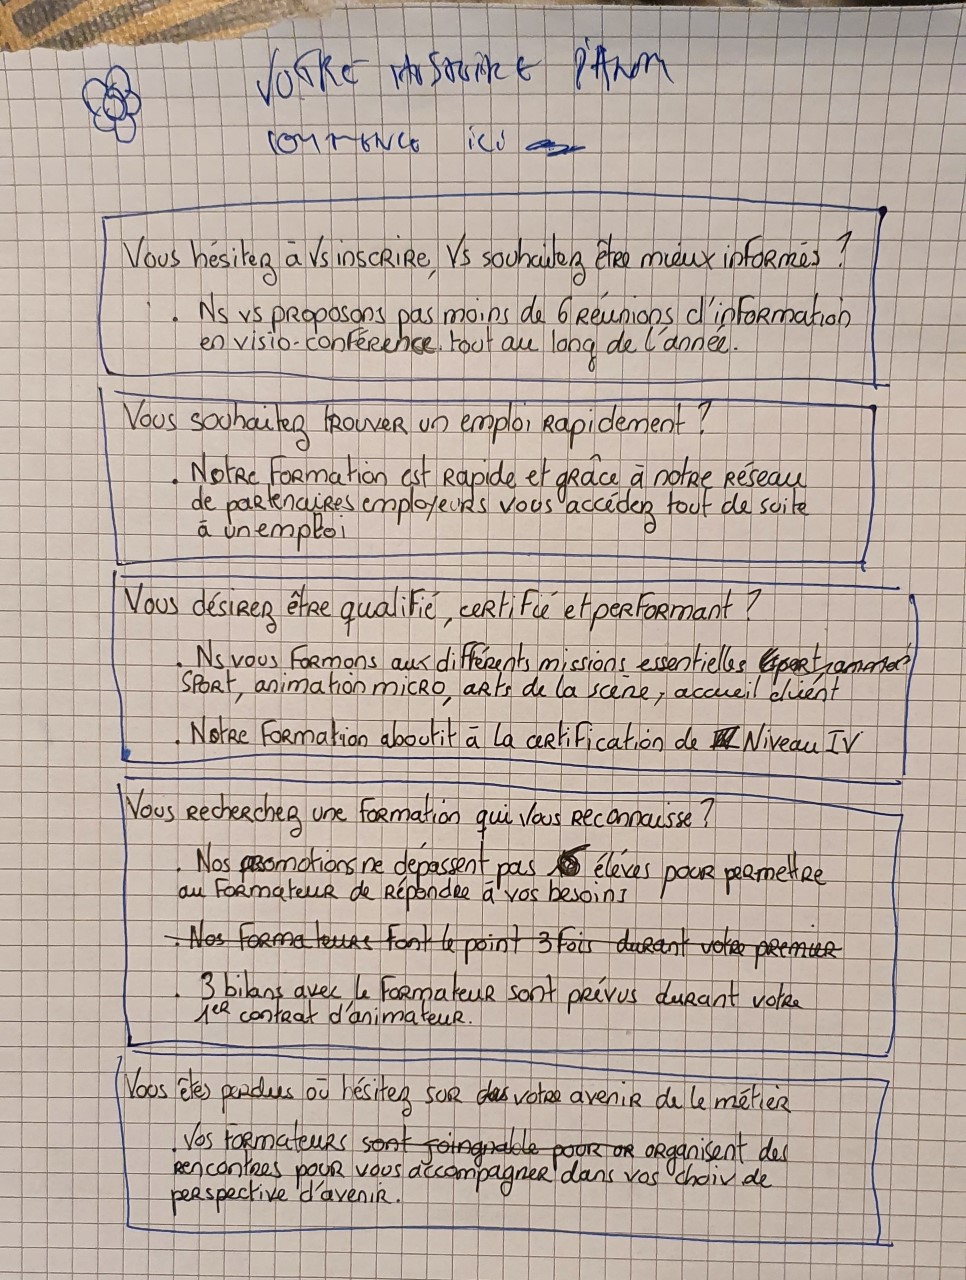 VOTRE HISTOIRE D'ANIM
COMMENCE ici
Vous hésitez à Vs inscrire, Vs souhaitez être mieux informés ?
. Ns vs proposons pas moins de 6 Réunions d'information
en visio-conférence. tout au long de l'année.
Vous souhaitez trouver un emploi Rapidement ?
. Notre Formation est Rapide et grâce à notre Réseau
de partenaires employeurs vous accédez tout de suite
à un emploi
Vous désirez être qualifié, certifié et performant ?
. Ns vous formons aux différents missions essentielles
SPORT, animation micro, arts de la scène, accueil client
. Notre Formation aboutit à la certification de Niveau IV
Vous Recherchez une formation qui Vous Reconnaisse ?
. Nos promotions ne dépassent pas élèves pour permettre
au Formateur de Répondre à vos besoins
. Nos Formateurs font le point 3 fois durant votre premier
. 3 bilans avec le Formateur sont prévus durant votre
1er contrat d'animateur.
Vous êtes perdus où hésitez sur votre avenir de le métier
. Vos Formateurs sont joingnable pour or organisent des
Rencontres pour vous accompagner dans vos choix de
perspective d'avenir.